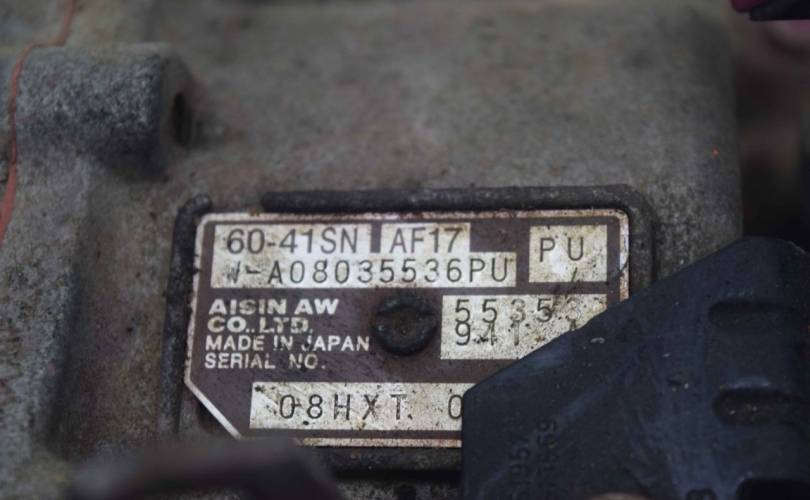 60-41SN AF17 PU
W-A08035536PU
AISIN AW
CO.,LTD.
MADE IN JAPAN
SERIAL NO.
08HXT